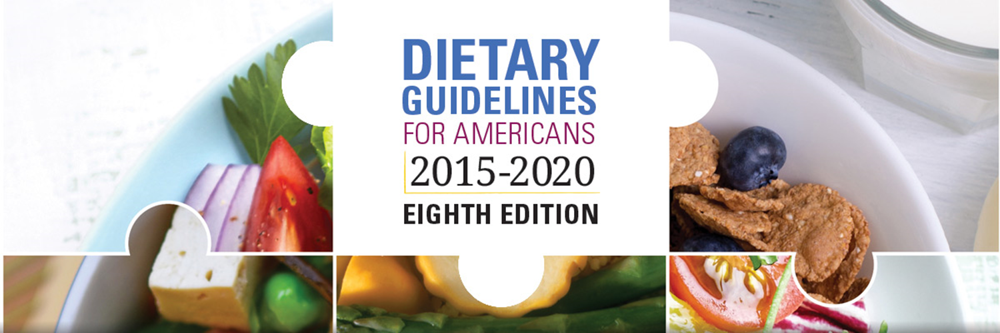 DIETARY
GUIDELINES
FOR AMERICANS
2015-2020
EIGHTH EDITION